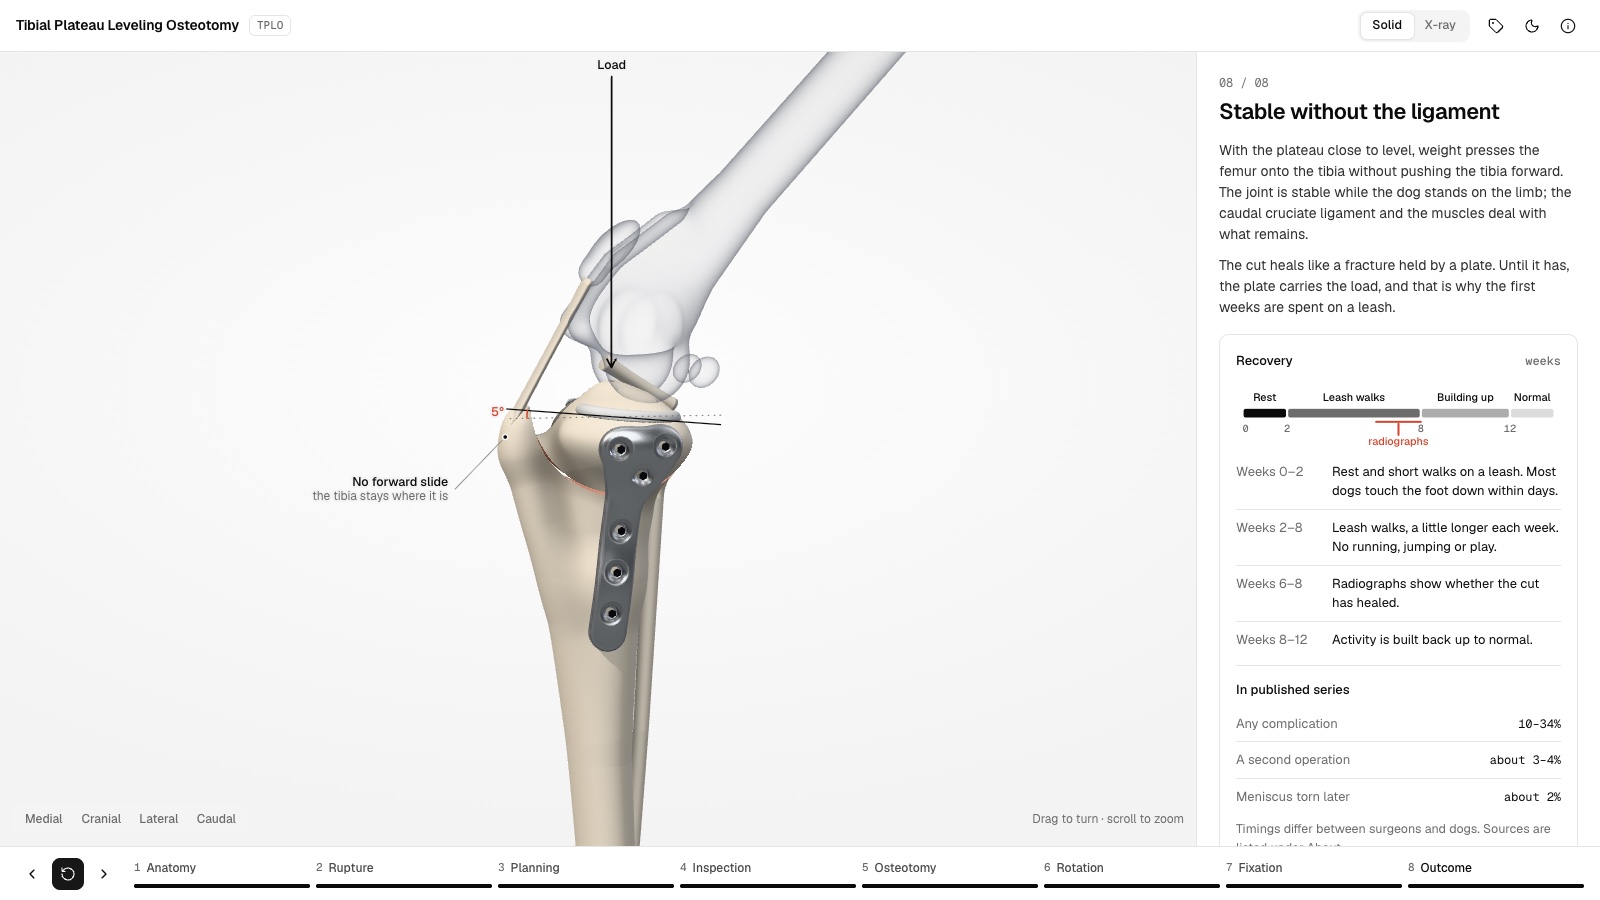 Tibial Plateau Leveling Osteotomy TPLO
Solid X-ray
Load
5°
No forward slide
the tibia stays where it is
Medial Cranial Lateral Caudal
Drag to turn · scroll to zoom
08 / 08
Stable without the ligament
With the plateau close to level, weight presses the
femur onto the tibia without pushing the tibia forward.
The joint is stable while the dog stands on the limb; the
caudal cruciate ligament and the muscles deal with
what remains.
The cut heals like a fracture held by a plate. Until it has,
the plate carries the load, and that is why the first
weeks are spent on a leash.
Recovery weeks
Rest Leash walks Building up Normal
0 2 8 12
radiographs
Weeks 0–2 Rest and short walks on a leash. Most
dogs touch the foot down within days.
Weeks 2–8 Leash walks, a little longer each week.
No running, jumping or play.
Weeks 6–8 Radiographs show whether the cut
has healed.
Weeks 8–12 Activity is built back up to normal.
In published series
Any complication 10–34%
A second operation about 3–4%
Meniscus torn later about 2%
Timings differ between surgeons and dogs. Sources are
listed under About.
1 Anatomy 2 Rupture 3 Planning 4 Inspection 5 Osteotomy 6 Rotation 7 Fixation 8 Outcome